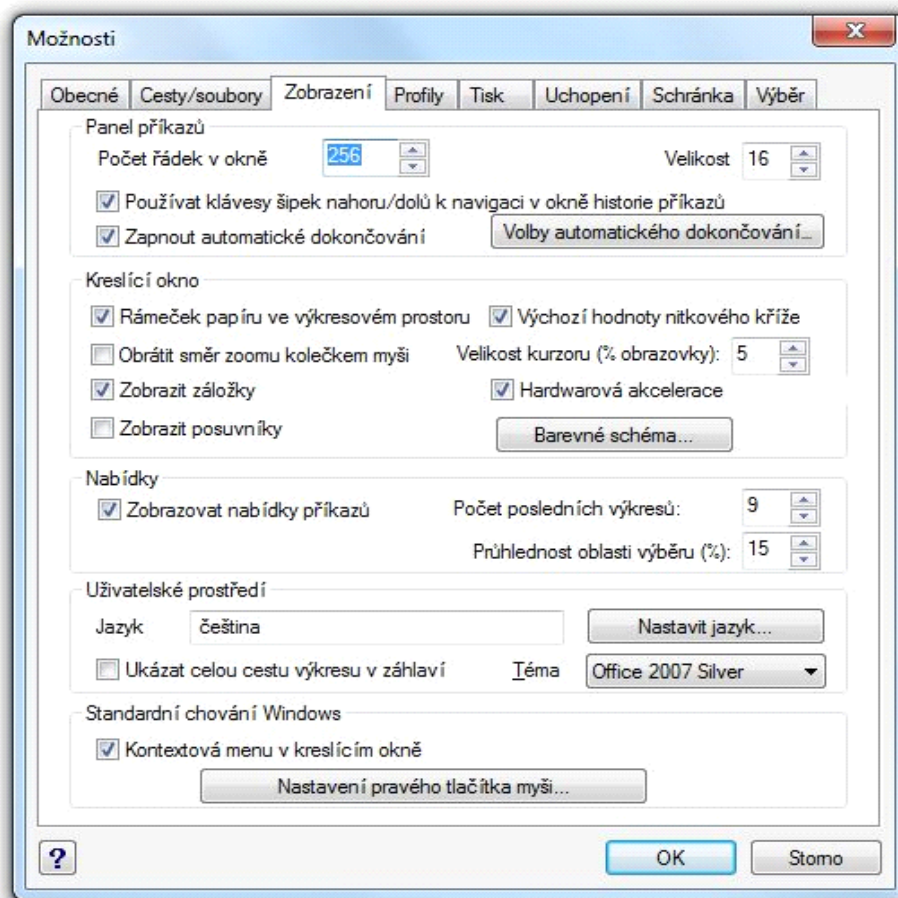 Možnosti
Obecné Cesty/soubory Zobrazení Profily Tisk Uchopení Schránka Výběr
Panel příkazů
Počet řádek v okně 256 Velikost 16
Používat klávesy šipek nahoru/dolů k navigaci v okně historie příkazů
Zapnout automatické dokončování Volby automatického dokončování...
Kreslící okno
Rámeček papíru ve výkresovém prostoru Výchozí hodnoty nitkového kříže
Obrátit směr zoomu kolečkem myši Velikost kurzoru (% obrazovky): 5
Zobrazit záložky Hardwarová akcelerace
Zobrazit posuvníky Barevné schéma...
Nabídky
Zobrazovat nabídky příkazů Počet posledních výkresů: 9
Průhlednost oblasti výběru (%): 15
Uživatelské prostředí
Jazyk čeština Nastavit jazyk...
Ukázat celou cestu výkresu v záhlaví Téma Office 2007 Silver
Standardní chování Windows
Kontextová menu v kreslícím okně
Nastavení pravého tlačítka myši...
? OK Storno